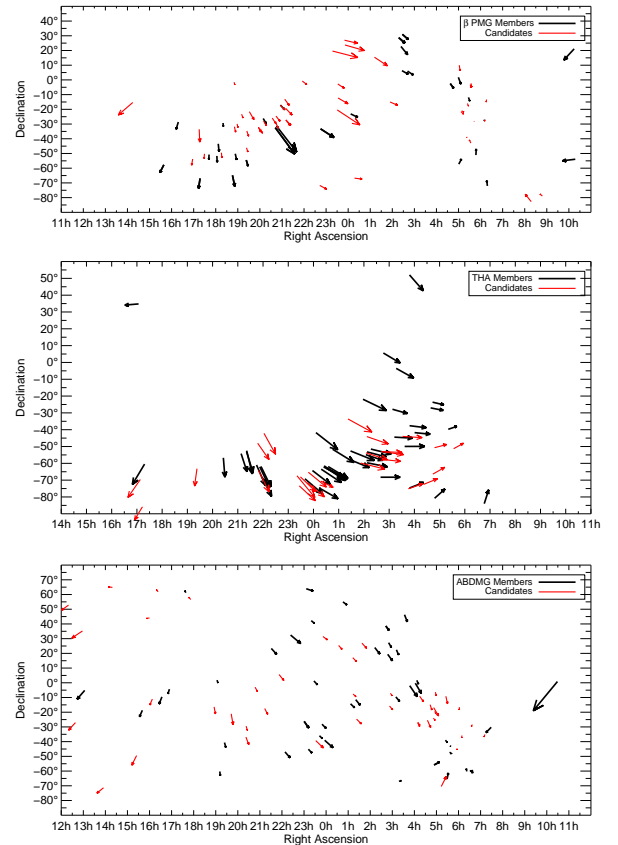 β PMG Members
Candidates
40°
30°
20°
10°
0°
−10°
−20°
−30°
−40°
−50°
−60°
−70°
−80°
Declination
11h 12h 13h 14h 15h 16h 17h 18h 19h 20h 21h 22h 23h 0h 1h 2h 3h 4h 5h 6h 7h 8h 9h 10h
Right Ascension
THA Members
Candidates
50°
40°
30°
20°
10°
0°
−10°
−20°
−30°
−40°
−50°
−60°
−70°
−80°
Declination
14h 15h 16h 17h 18h 19h 20h 21h 22h 23h 0h 1h 2h 3h 4h 5h 6h 7h 8h 9h 10h 11h
Right Ascension
ABDMG Members
Candidates
70°
60°
50°
40°
30°
20°
10°
0°
−10°
−20°
−30°
−40°
−50°
−60°
−70°
−80°
Declination
12h 13h 14h 15h 16h 17h 18h 19h 20h 21h 22h 23h 0h 1h 2h 3h 4h 5h 6h 7h 8h 9h 10h 11h
Right Ascension